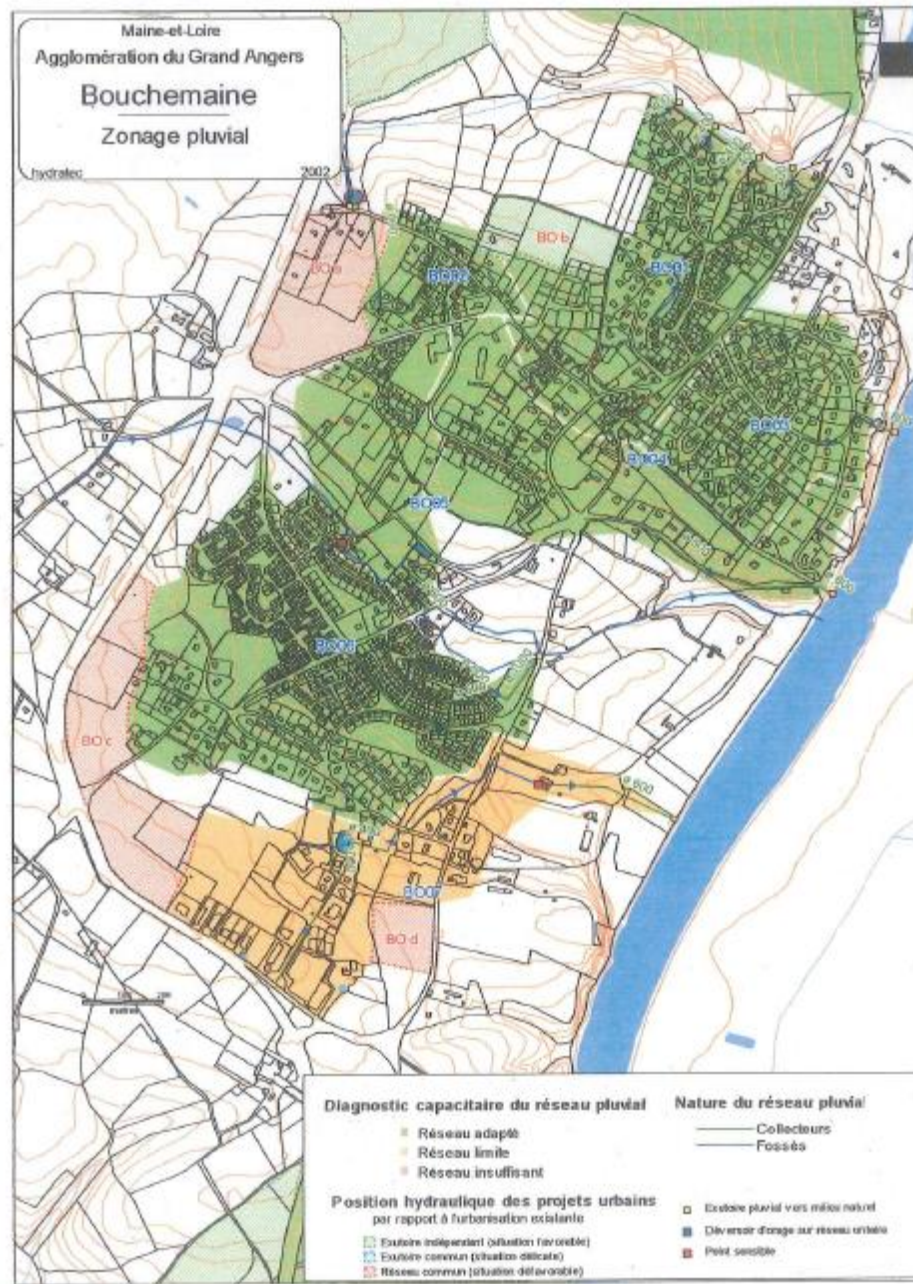 Maine-et-Loire
Agglomération du Grand Angers
Bouchemaine
Zonage pluvial
hydratec 2002
BO a
BO b
BO02
BO01
BO03
BO04
BO05
BO06
BO c
ø 600
BO07
BO d
metres
Diagnostic capacitaire du réseau pluvial
Réseau adapté
Réseau limite
Réseau insuffisant
Nature du réseau pluvial
Collecteurs
Fossés
Position hydraulique des projets urbains
par rapport à l'urbanisation existante
Exutoire indépendant (situation favorable)
Exutoire commun (situation délicate)
Réseau commun (situation défavorable)
Exutoire pluvial vers milieu naturel
Déversoir d'orage sur réseau unitaire
Point sensible